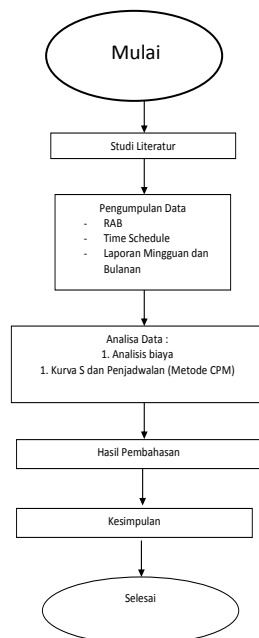 Mulai
Studi Literatur
Pengumpulan Data
- RAB
- Time Schedule
- Laporan Mingguan dan
Bulanan
Analisa Data :
1. Analisis biaya
1. Kurva S dan Penjadwalan (Metode CPM)
Hasil Pembahasan
Kesimpulan
Selesai